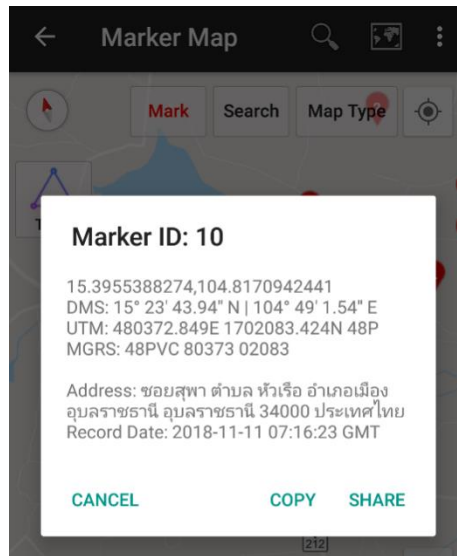 Marker Map
Mark Search Map Type
Marker ID: 10
15.3955388274,104.8170942441
DMS: 15° 23' 43.94" N | 104° 49' 1.54" E
UTM: 480372.849E 1702083.424N 48P
MGRS: 48PVC 80373 02083
Address: ซอยสุพา ตำบล หัวเรือ อำเภอเมือง
อุบลราชธานี อุบลราชธานี 34000 ประเทศไทย
Record Date: 2018-11-11 07:16:23 GMT
CANCEL COPY SHARE
212